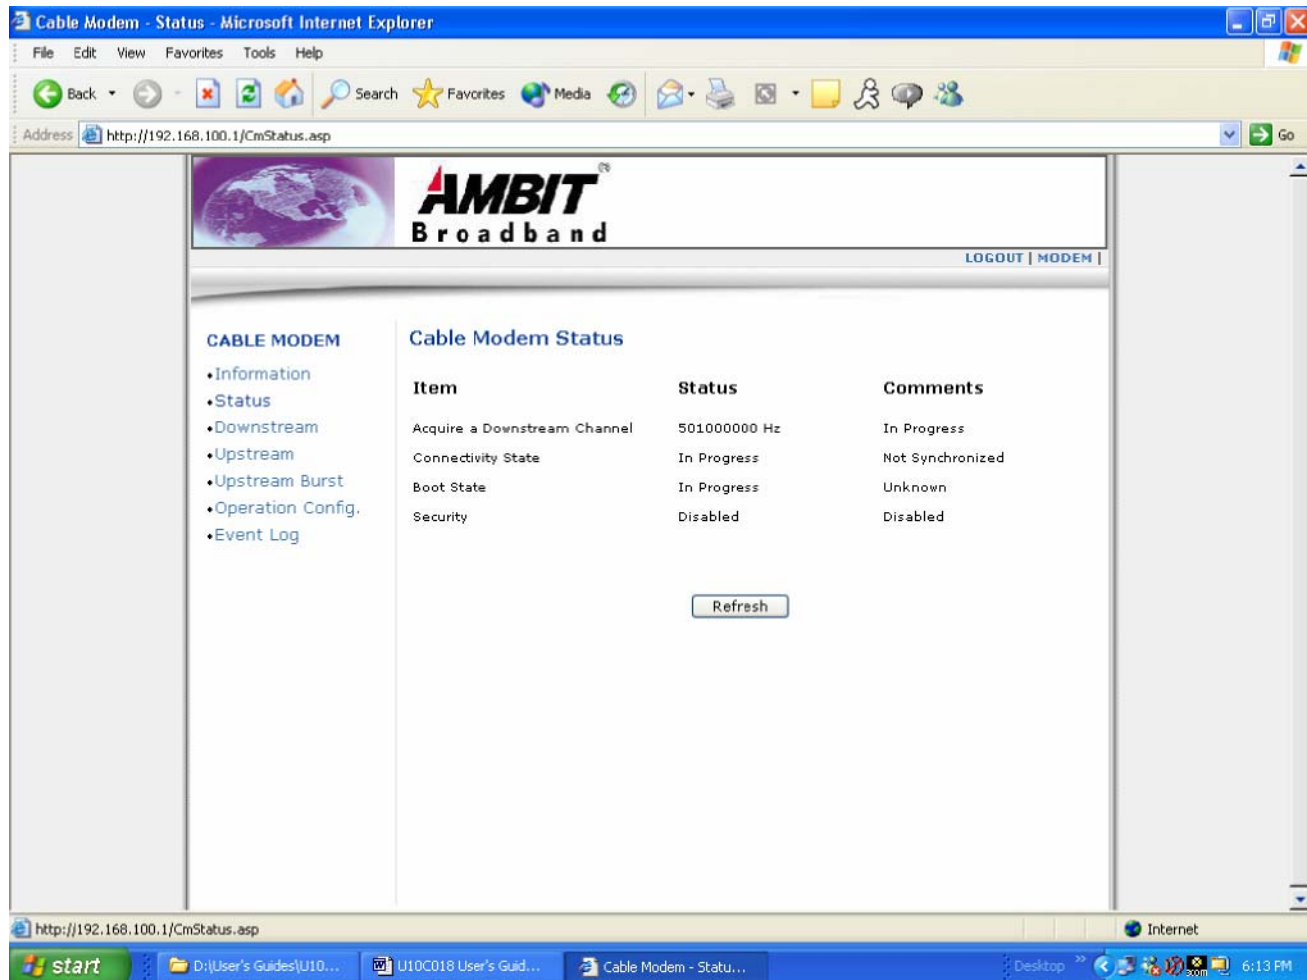 Cable Modem - Status - Microsoft Internet Explorer
File Edit View Favorites Tools Help
Back Search Favorites Media
Address http://192.168.100.1/CmStatus.asp Go
AMBIT®
Broadband
LOGOUT | MODEM |
CABLE MODEM
•Information
•Status
•Downstream
•Upstream
•Upstream Burst
•Operation Config.
•Event Log
Cable Modem Status
Item Status Comments
Acquire a Downstream Channel 501000000 Hz In Progress
Connectivity State In Progress Not Synchronized
Boot State In Progress Unknown
Security Disabled Disabled
Refresh
http://192.168.100.1/CmStatus.asp Internet
start D:\User's Guides\U10... U10C018 User's Guid... Cable Modem - Statu... Desktop » 6:13 PM